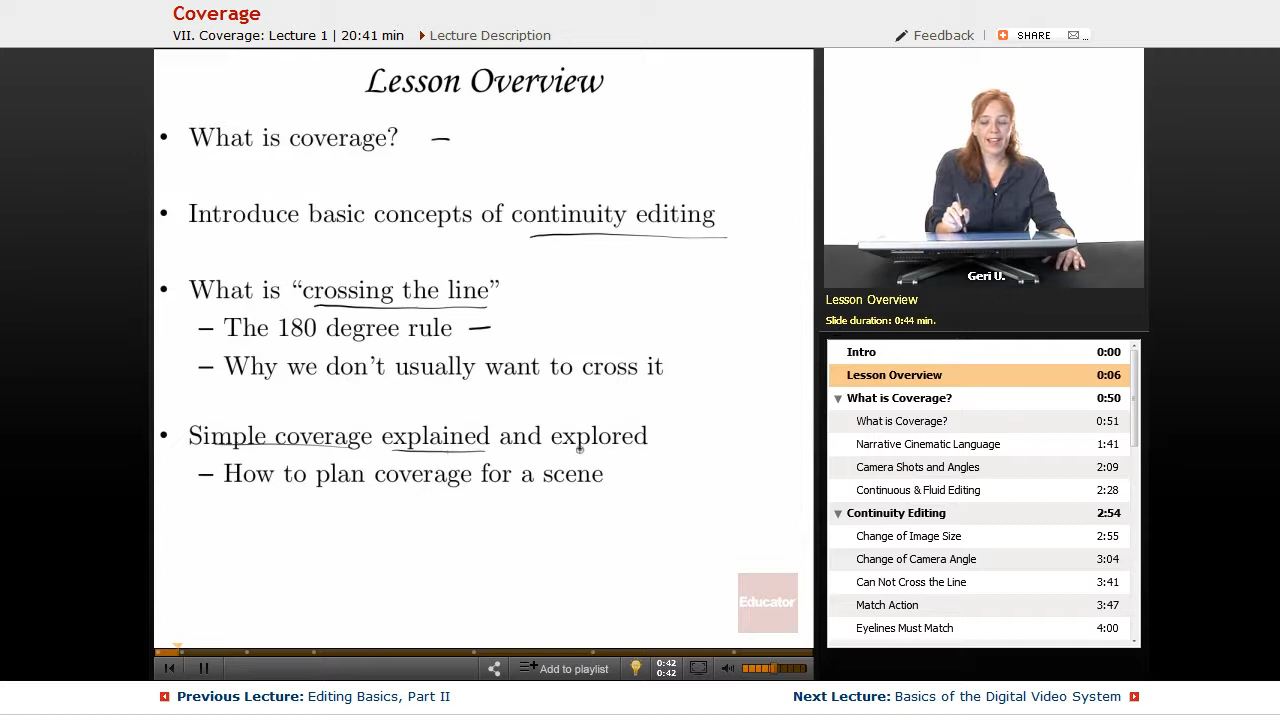 Coverage
VII. Coverage: Lecture 1 | 20:41 min
Lecture Description
Feedback
SHARE
Lesson Overview
• What is coverage?
• Introduce basic concepts of continuity editing
• What is “crossing the line”
– The 180 degree rule
– Why we don’t usually want to cross it
• Simple coverage explained and explored
– How to plan coverage for a scene
Educator
Geri U.
Lesson Overview
Slide duration: 0:44 min.
Intro 0:00
Lesson Overview 0:06
What is Coverage? 0:50
What is Coverage? 0:51
Narrative Cinematic Language 1:41
Camera Shots and Angles 2:09
Continuous & Fluid Editing 2:28
Continuity Editing 2:54
Change of Image Size 2:55
Change of Camera Angle 3:04
Can Not Cross the Line 3:41
Match Action 3:47
Eyelines Must Match 4:00
Add to playlist
0:42
0:42
Previous Lecture: Editing Basics, Part II
Next Lecture: Basics of the Digital Video System